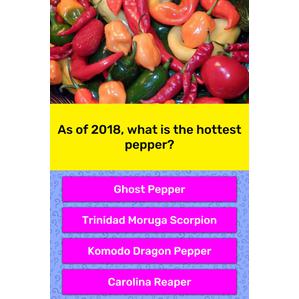 As of 2018, what is the hottest
pepper?
Ghost Pepper
Trinidad Moruga Scorpion
Komodo Dragon Pepper
Carolina Reaper